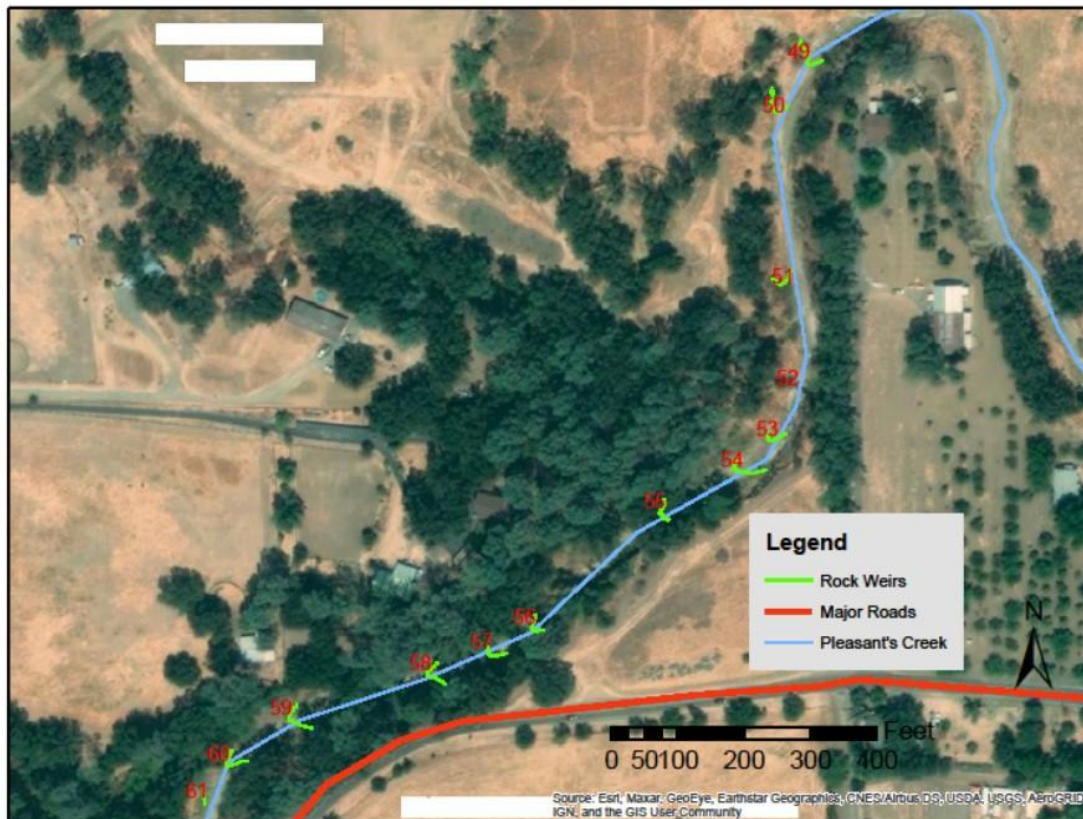 49
50
51
52
53
54
55
56
57
58
59
60
61
Legend
Rock Weirs
Major Roads
Pleasant's Creek
N
Feet
0 50100 200 300 400
Source: Esri, Maxar, GeoEye, Earthstar Geographics, CNES/Airbus DS, USDA, USGS, AeroGRID
IGN, and the GIS User Community